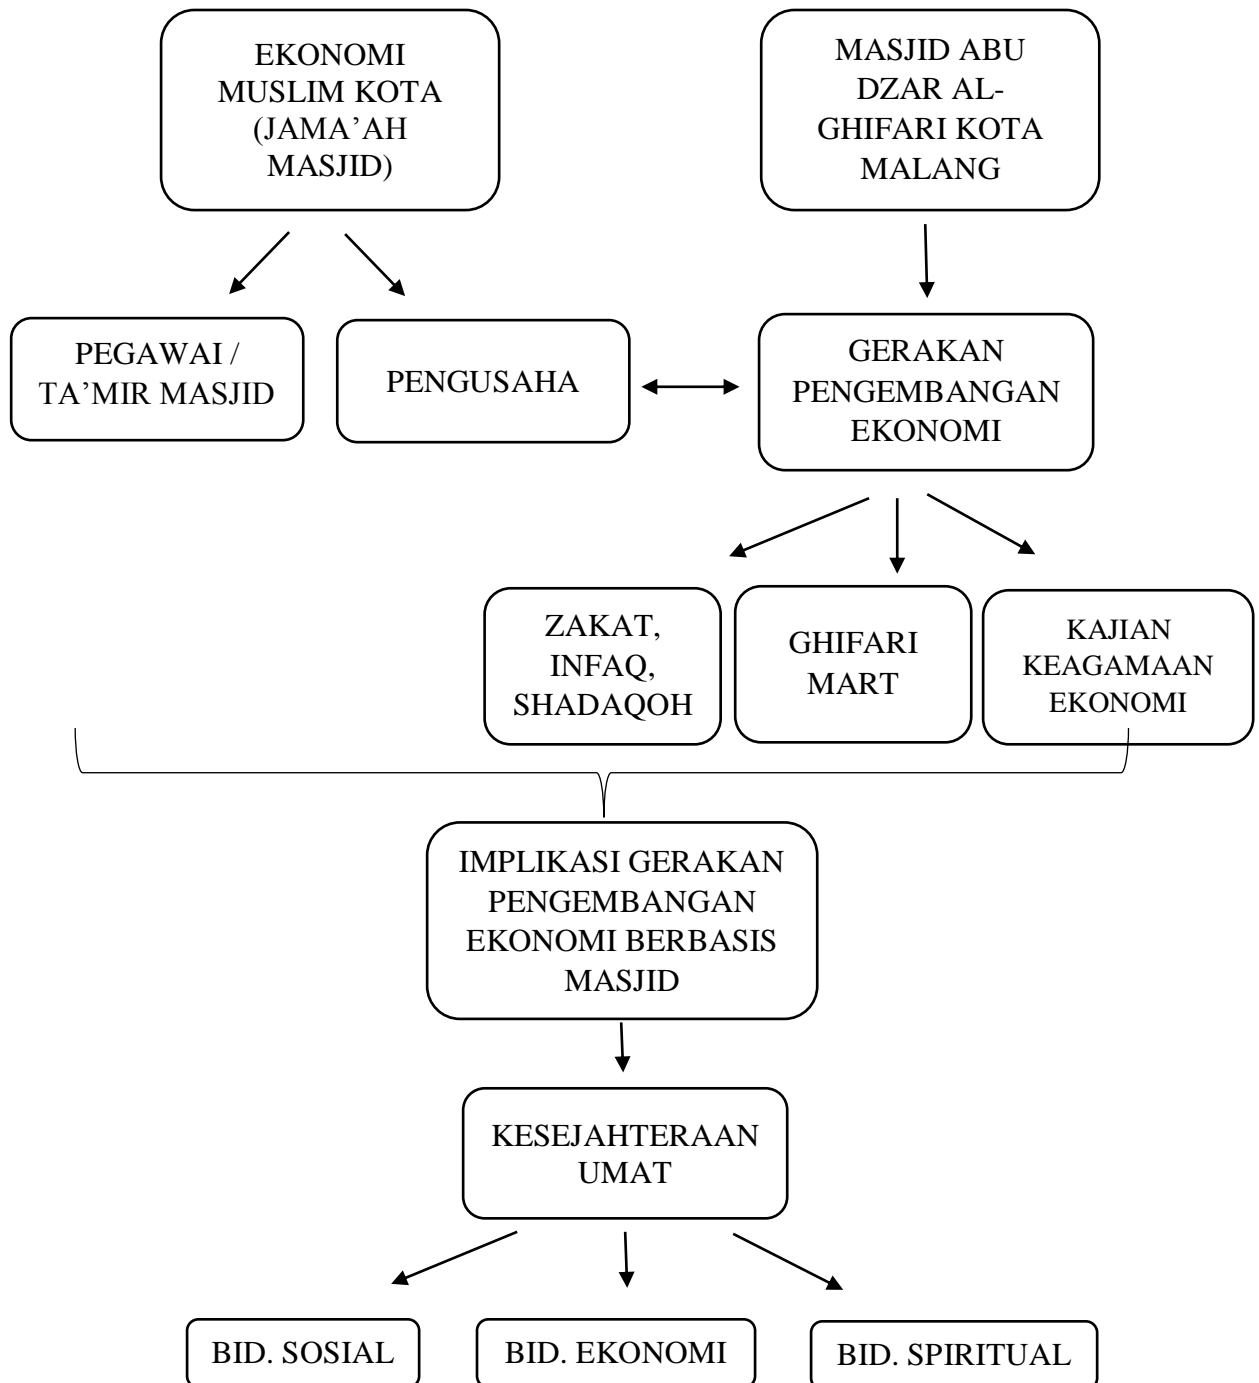 EKONOMI
MUSLIM KOTA
(JAMA’AH
MASJID)
MASJID ABU
DZAR AL-
GHIFARI KOTA
MALANG
PEGAWAI /
TA’MIR MASJID
PENGUSAHA
GERAKAN
PENGEMBANGAN
EKONOMI
ZAKAT,
INFAQ,
SHADAQOH
GHIFARI
MART
KAJIAN
KEAGAMAAN
EKONOMI
IMPLIKASI GERAKAN
PENGEMBANGAN
EKONOMI BERBASIS
MASJID
KESEJAHTERAAN
UMAT
BID. SOSIAL
BID. EKONOMI
BID. SPIRITUAL